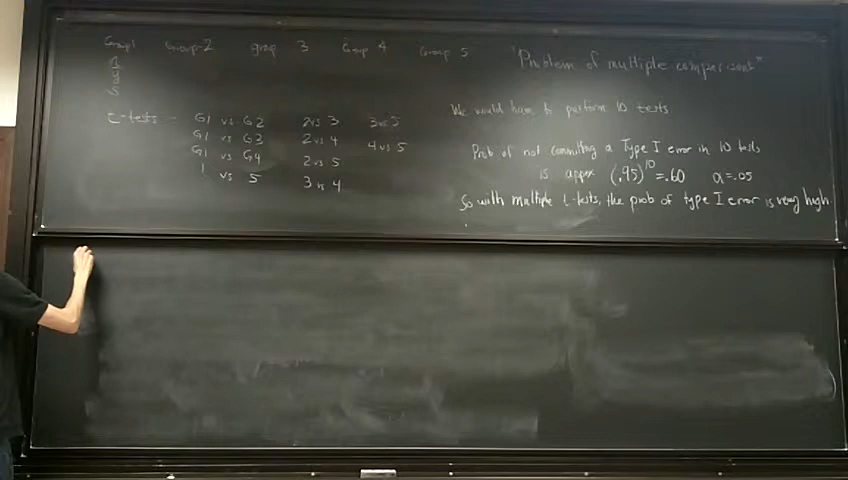 Group1 Group 2 group 3 Group 4 Group 5
"Problem of multiple comparisons"
x̄
s
t-tests - G1 vs G2 2 vs 3 3 vs 5
G1 vs G3 2 vs 4 4 vs 5
G1 vs G4 2 vs 5
1 vs 5 3 vs 4
We would have to perform 10 tests
Prob of not committing a Type I error in 10 tests
is appox (.95)^10 = .60 α = .05
So with multiple t-tests, the prob of type I error is very high